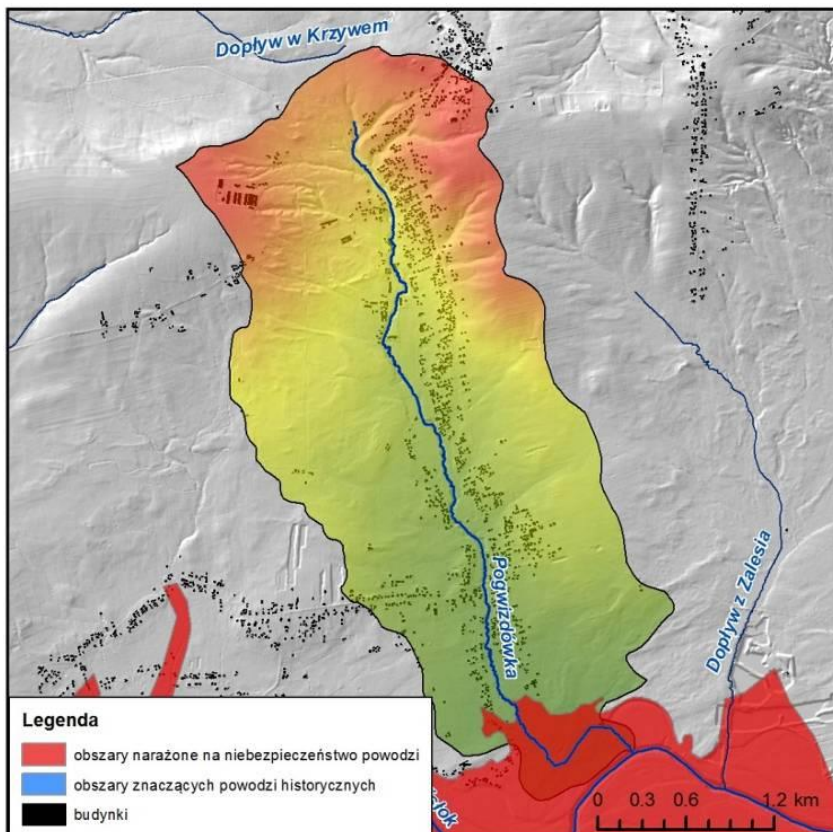 Dopływ w Krzywem
Pogwizdówka
Dopływ z Zalesia
Legenda
obszary narażone na niebezpieczeństwo powodzi
obszary znaczących powodzi historycznych
budynki
0 0.3 0.6 1.2 km